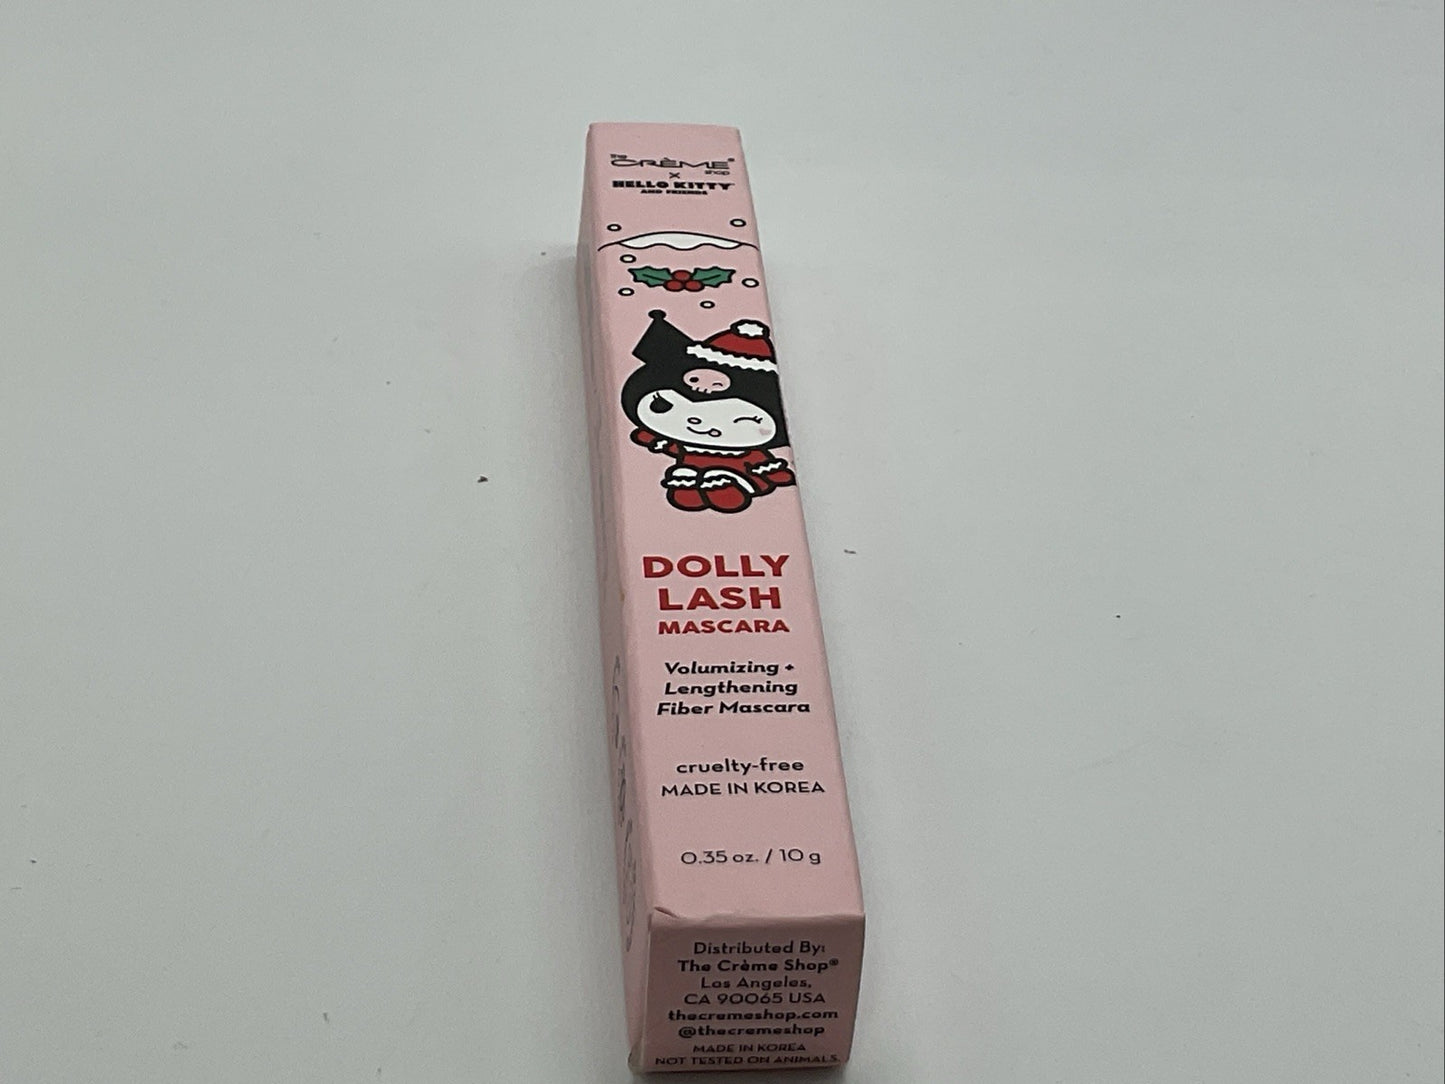 The
CRÈME®
shop
x
HELLO KITTY
AND FRIENDS
DOLLY
LASH
MASCARA
Volumizing +
Lengthening
Fiber Mascara
cruelty-free
MADE IN KOREA
0.35 oz. / 10 g
Distributed By:
The Crème Shop®
Los Angeles,
CA 90065 USA
thecremeshop.com
@thecremeshop
MADE IN KOREA
NOT TESTED ON ANIMALS.